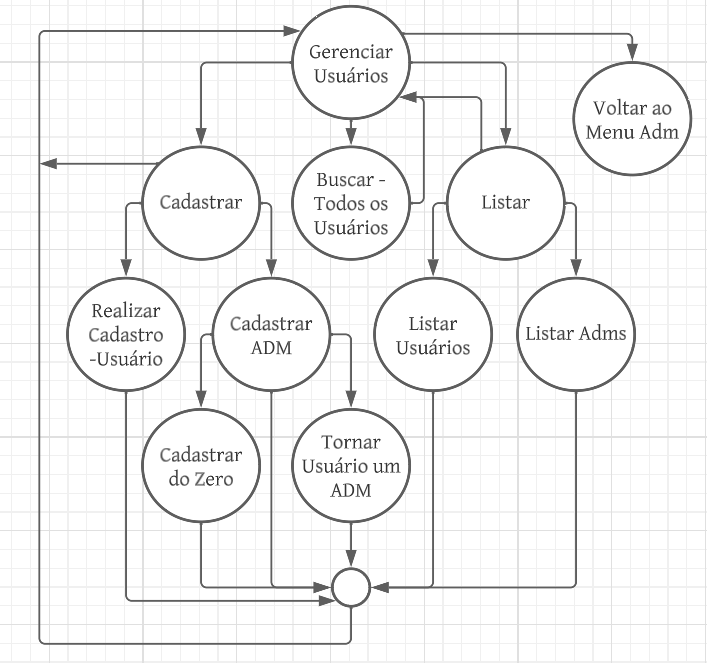 Gerenciar
Usuários
Voltar ao
Menu Adm
Cadastrar
Buscar -
Todos os
Usuários
Listar
Realizar
Cadastro
-Usuário
Cadastrar
ADM
Listar
Usuários
Listar Adms
Cadastrar
do Zero
Tornar
Usuário um
ADM